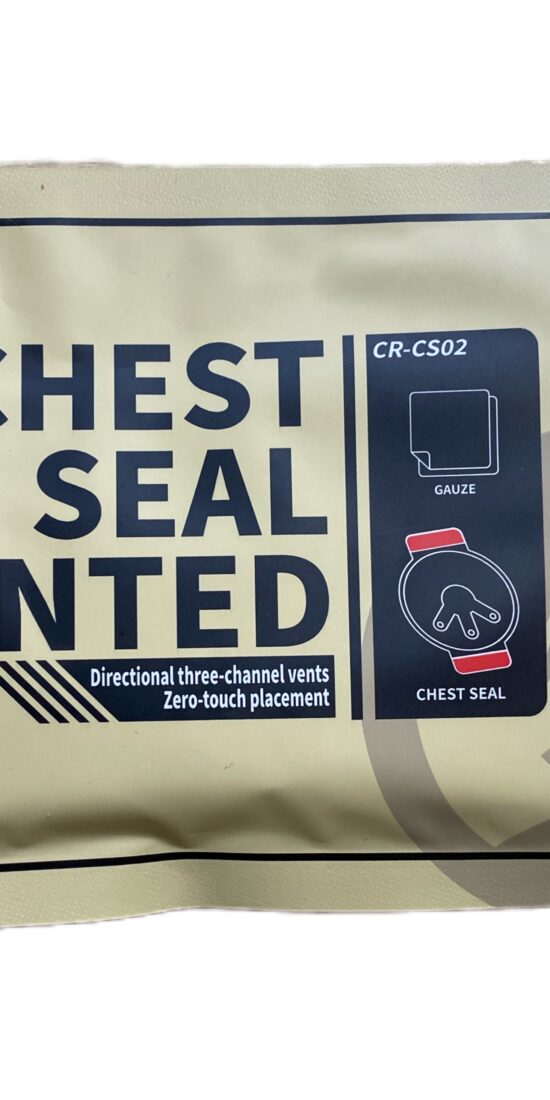 CHEST
SEAL
NTED
Directional three-channel vents
Zero-touch placement
CR-CS02
GAUZE
CHEST SEAL